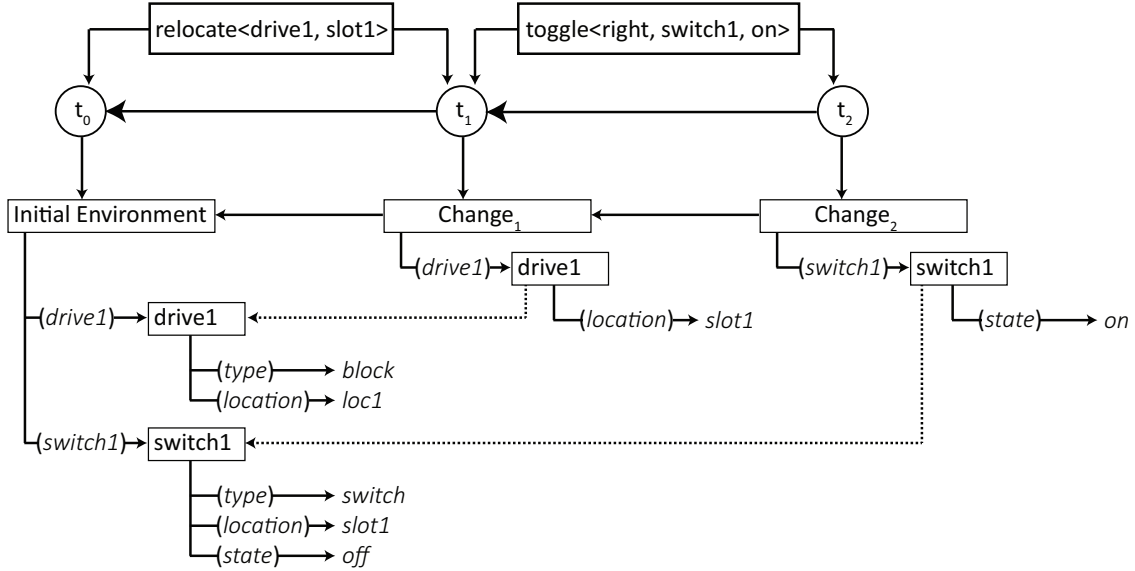 relocate<drive1, slot1>
toggle<right, switch1, on>
t0
t1
t2
Initial Environment
Change1
Change2
(drive1)
drive1
(switch1)
switch1
(drive1)
drive1
(location)
slot1
(state)
on
(type)
block
(location)
loc1
(switch1)
switch1
(type)
switch
(location)
slot1
(state)
off